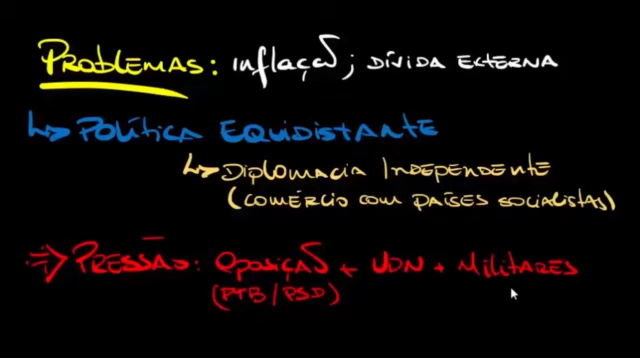 Problemas: inflação; dívida externa
↳ Política Equidistante
↳ Diplomacia Independente
(comércio com países socialistas)
⇒ Pressão: Oposição + UDN + Militares
(PTB/PSD)